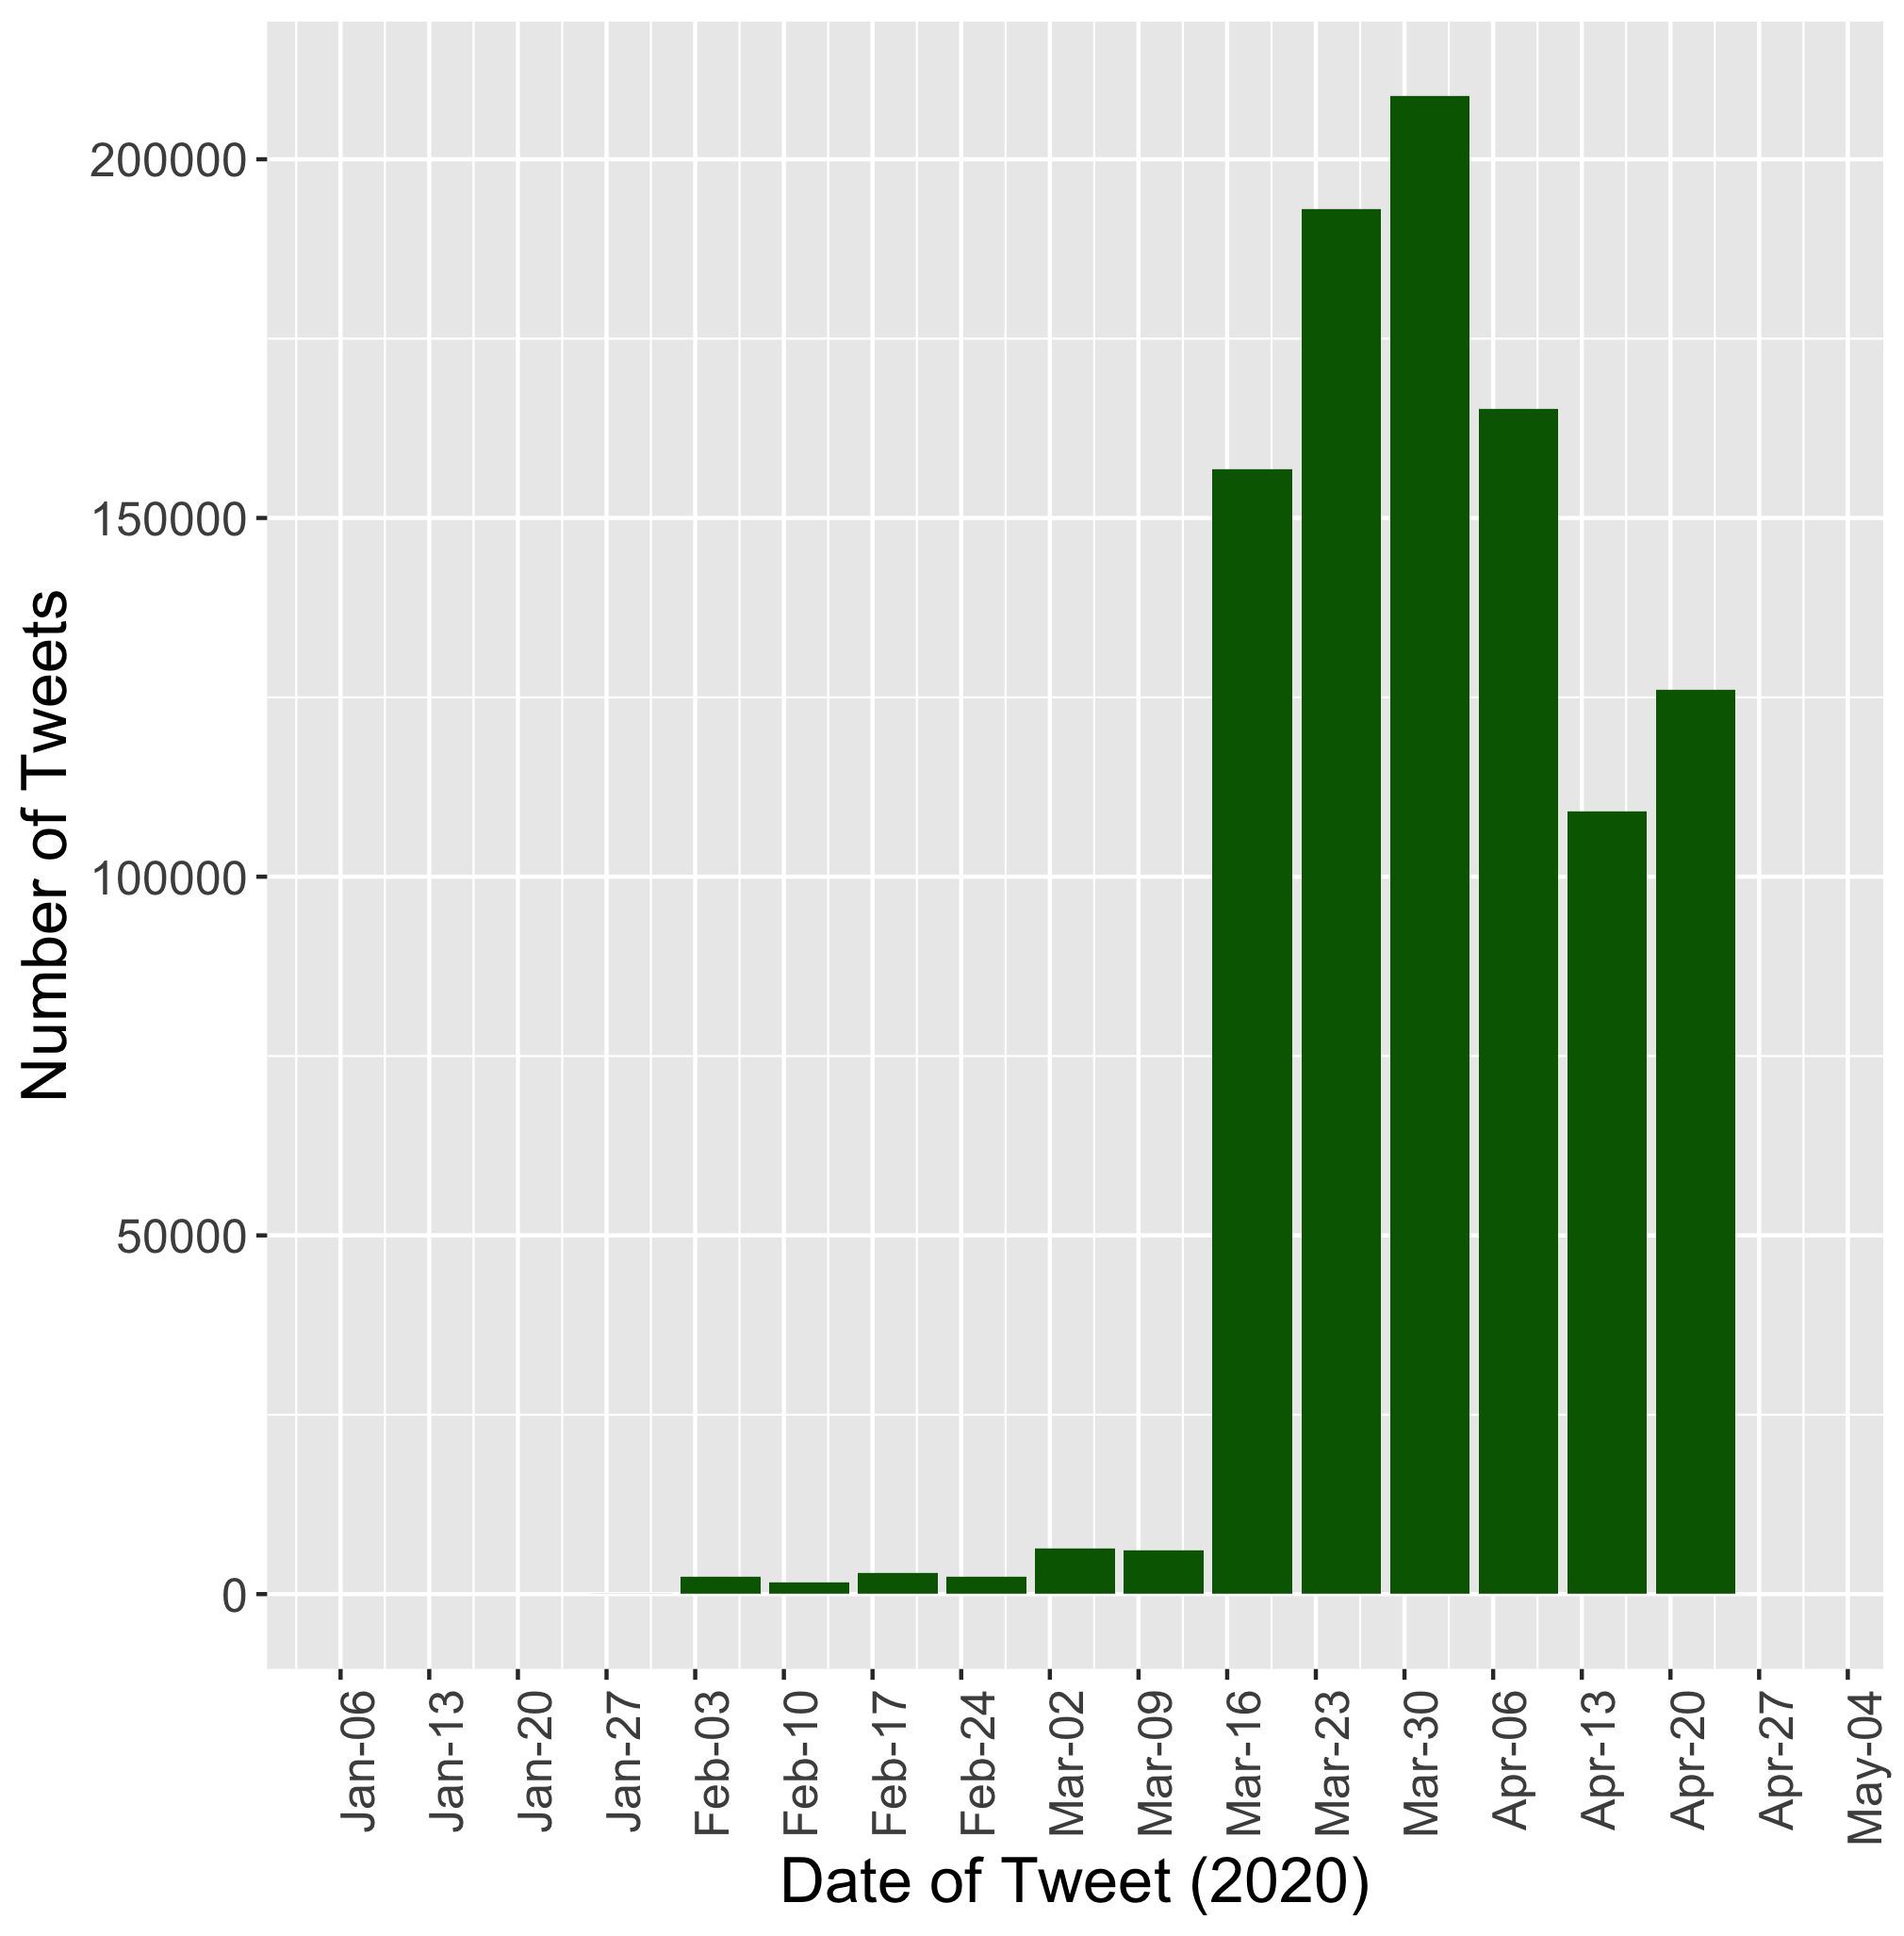 Number of Tweets
200000
150000
100000
50000
0
Jan-06
Jan-13
Jan-20
Jan-27
Feb-03
Feb-10
Feb-17
Feb-24
Mar-02
Mar-09
Mar-16
Mar-23
Mar-30
Apr-06
Apr-13
Apr-20
Apr-27
May-04
Date of Tweet (2020)